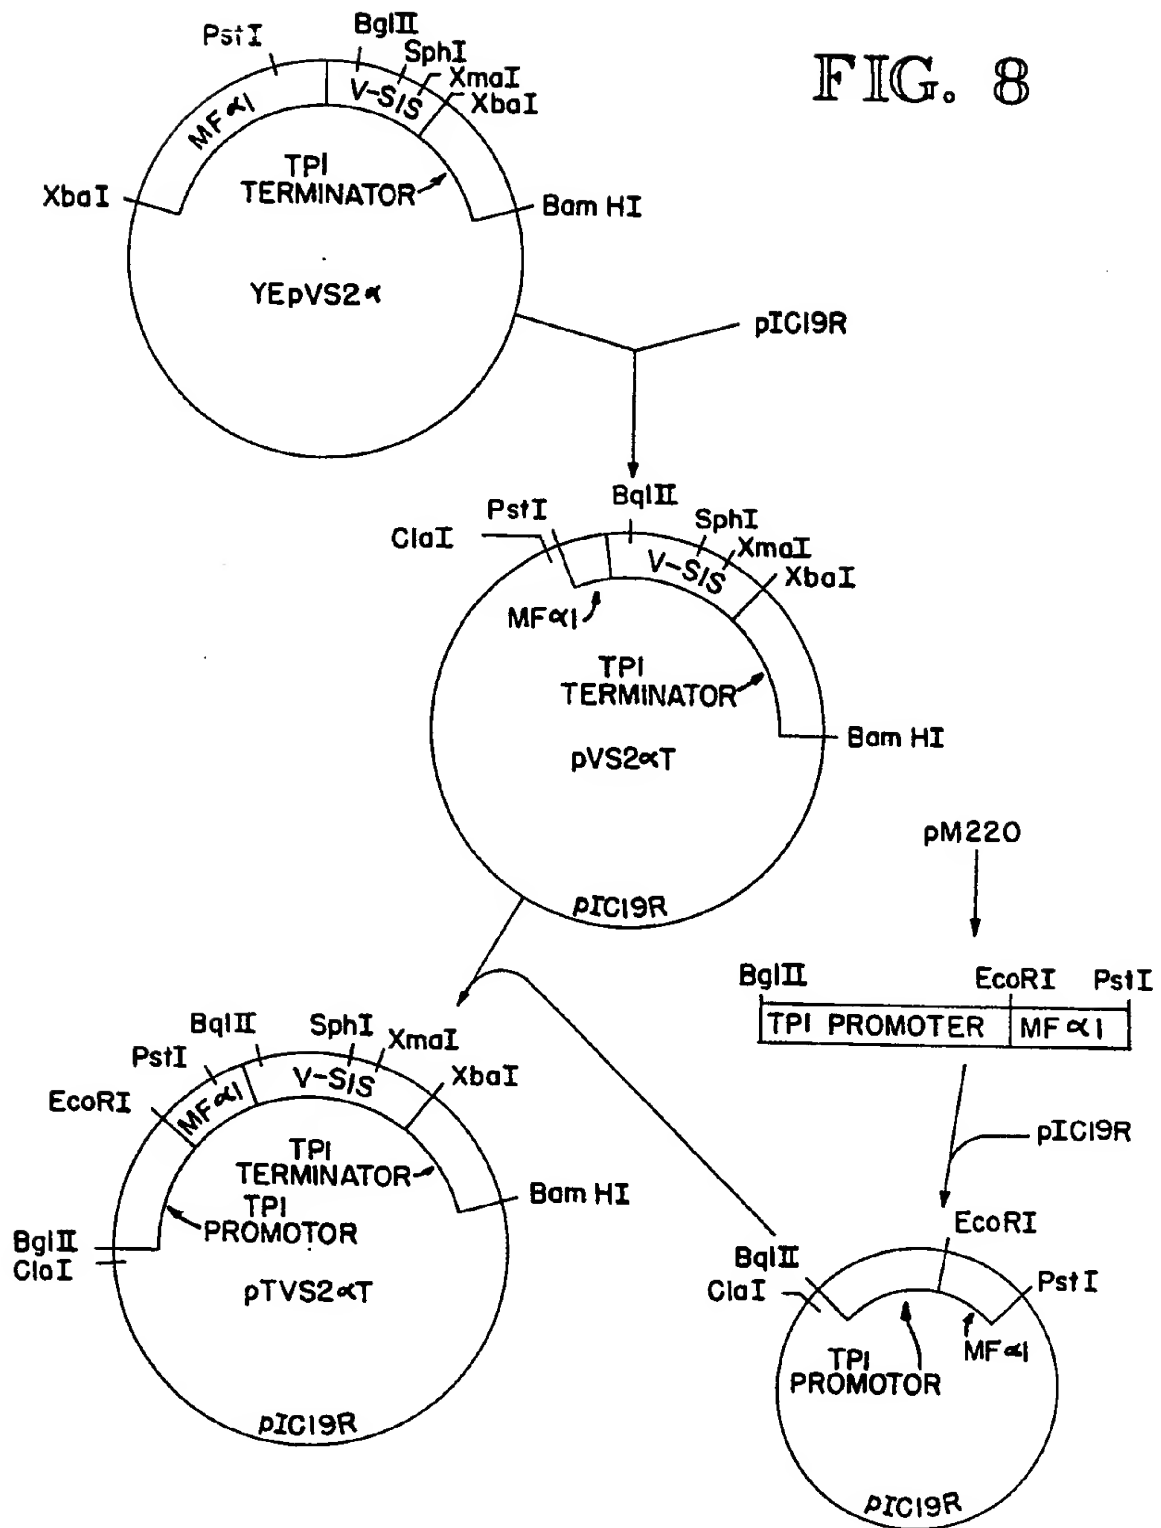 FIG. 8
BglII
PstI
SphI
XmaI
XbaI
MFα1
V-SIS
TPI
TERMINATOR
XbaI
Bam HI
YEpVS2α
pIC19R
BqlII
PstI
SphI
ClaI
XmaI
XbaI
V-SIS
MFα1
TPI
TERMINATOR
Bam HI
pVS2αT
pIC19R
pM220
BglII
EcoRI
PstI
TPI PROMOTER
MFα1
pIC19R
BqlII
SphI
XmaI
PstI
XbaI
EcoRI
MFα1
V-SIS
TPI
TERMINATOR
Bam HI
TPI
PROMOTOR
BglII
ClaI
pTVS2αT
pIC19R
EcoRI
BqlII
ClaI
PstI
MFα1
TPI
PROMOTOR
pIC19R